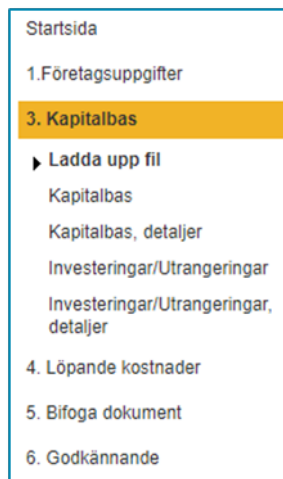 Startsida
1.Företagsuppgifter
3. Kapitalbas
Ladda upp fil
Kapitalbas
Kapitalbas, detaljer
Investeringar/Utrangeringar
Investeringar/Utrangeringar,
detaljer
4. Löpande kostnader
5. Bifoga dokument
6. Godkännande